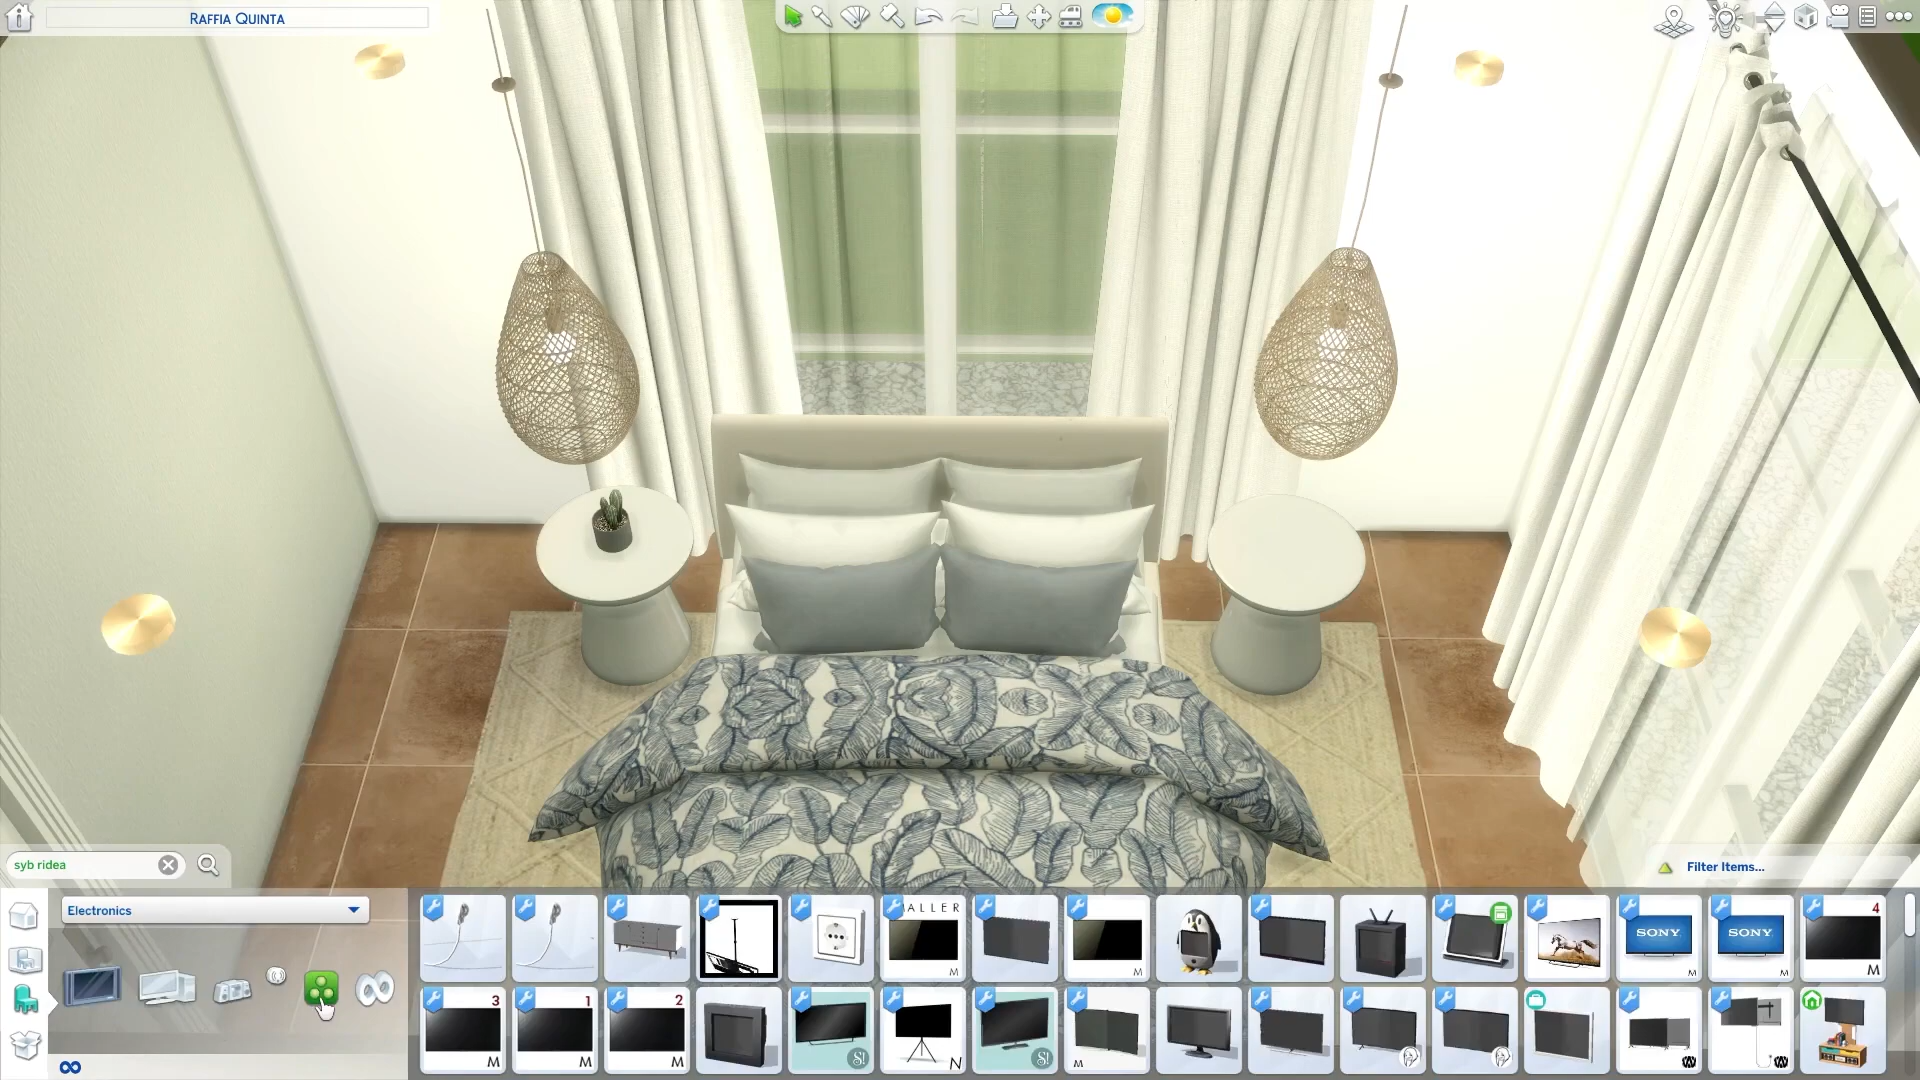 RAFFIA QUINTA
syb ridea
Filter Items...
Electronics
ALLER
M
M
SONY
M
SONY
M
4
M
3
M
1
M
2
M
S!
N
S!
M